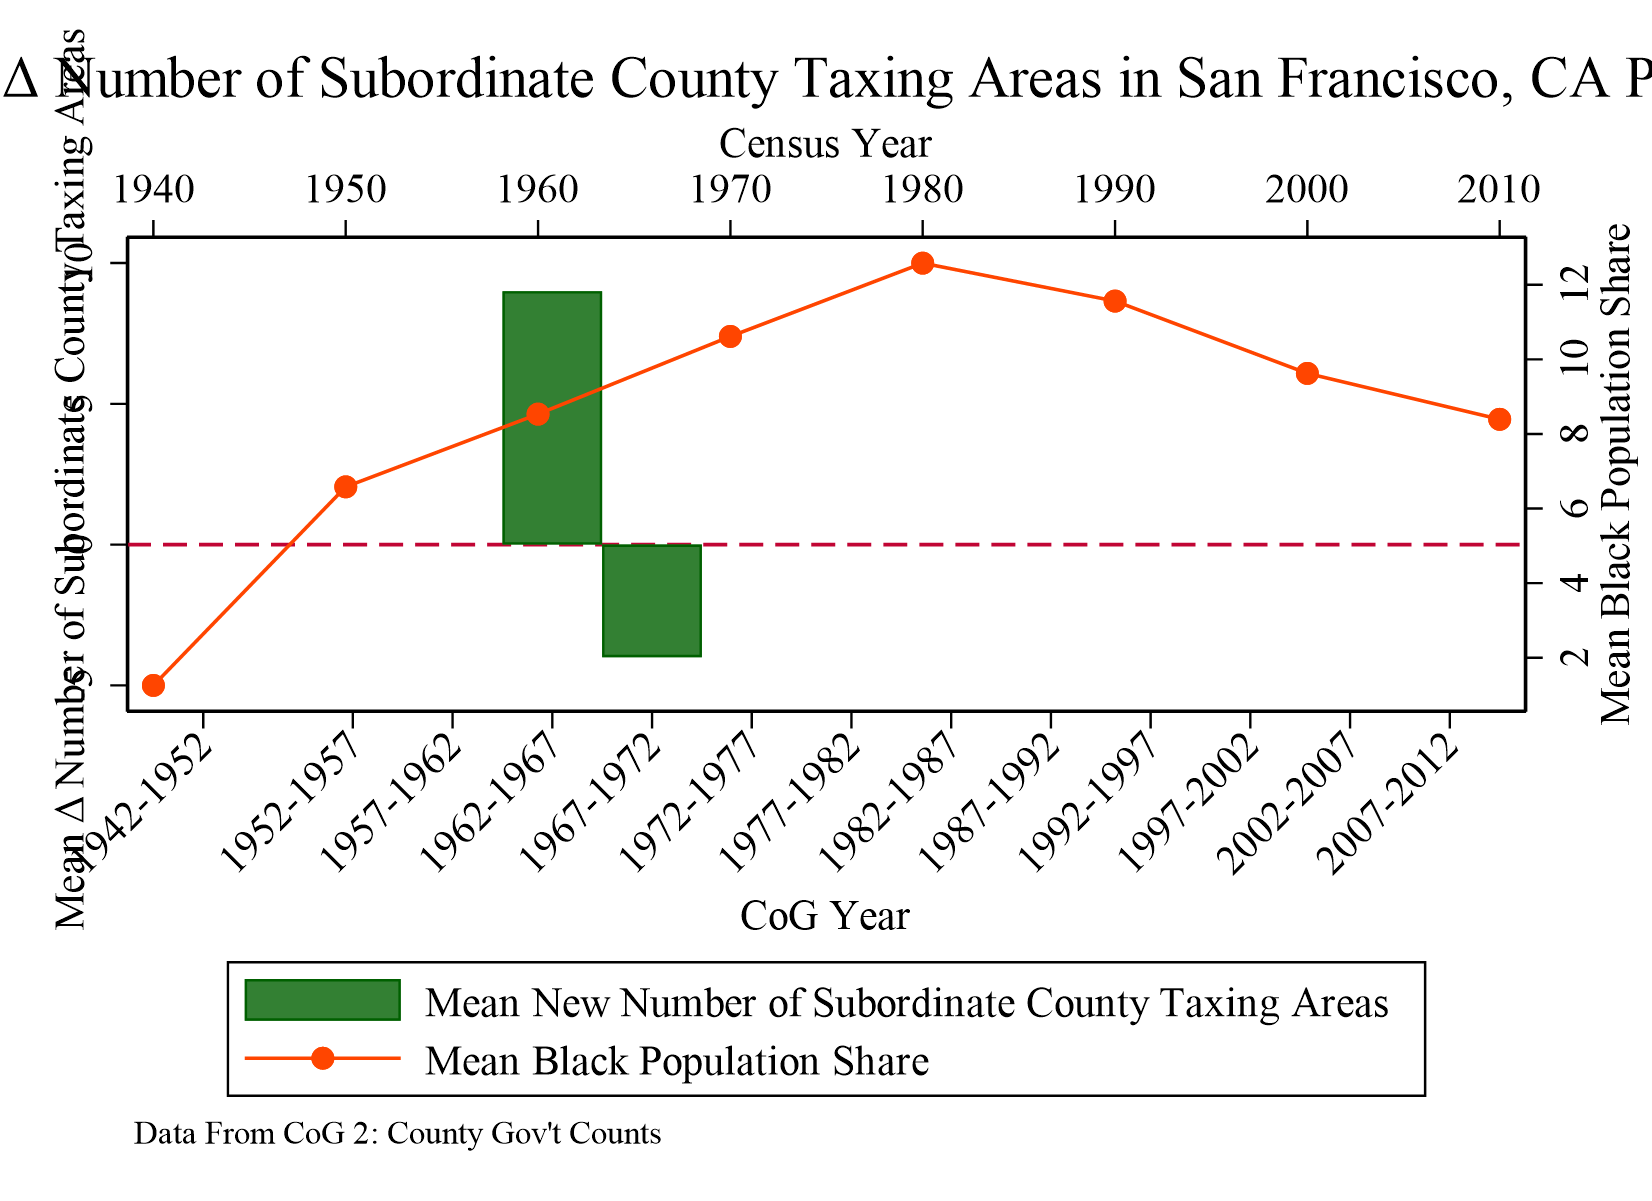 Δ Number of Subordinate County Taxing Areas in San Francisco, CA P
Census Year
1940 1950 1960 1970 1980 1990 2000 2010
Mean Δ Number of Subordinate County Taxing Areas
10
0
12
10
8
6
4
2
Mean Black Population Share
1942-1952
1952-1957
1957-1962
1962-1967
1967-1972
1972-1977
1977-1982
1982-1987
1987-1992
1992-1997
1997-2002
2002-2007
2007-2012
CoG Year
Mean New Number of Subordinate County Taxing Areas
Mean Black Population Share
Data From CoG 2: County Gov't Counts